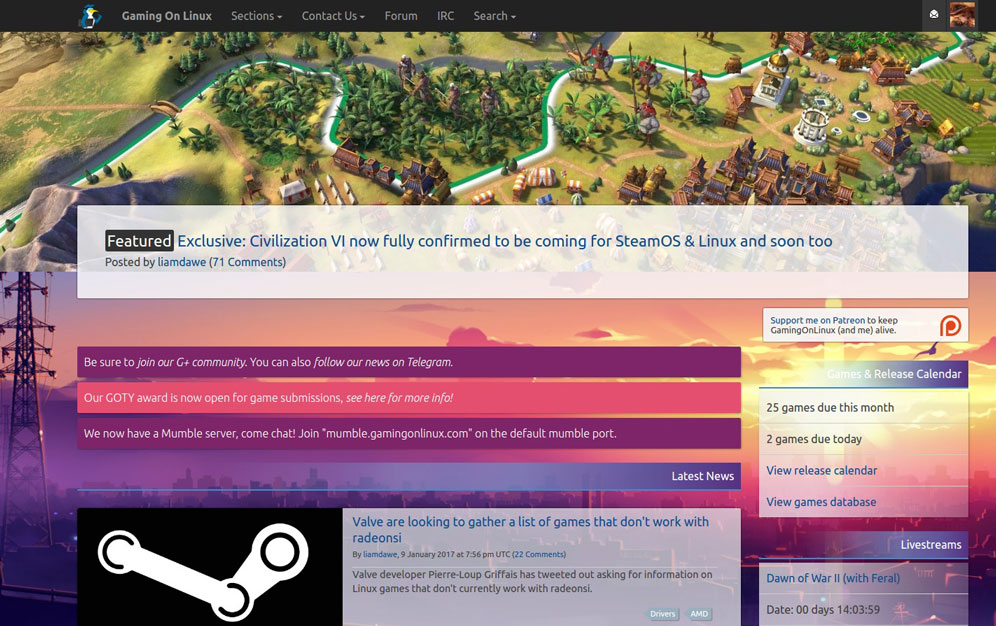 Gaming On Linux Sections Contact Us Forum IRC Search
Featured Exclusive: Civilization VI now fully confirmed to be coming for SteamOS & Linux and soon too
Posted by liamdawe (71 Comments)
Support me on Patreon to keep
GamingOnLinux (and me) alive.
Be sure to join our G+ community. You can also follow our news on Telegram.
Our GOTY award is now open for game submissions, see here for more info!
We now have a Mumble server, come chat! Join "mumble.gamingonlinux.com" on the default mumble port.
Latest News
Valve are looking to gather a list of games that don't work with
radeonsi
By liamdawe, 9 January 2017 at 7:56 pm UTC (22 Comments)
Valve developer Pierre-Loup Griffais has tweeted out asking for information on
Linux games that don't currently work with radeonsi.
Drivers AMD
Games & Release Calendar
25 games due this month
2 games due today
View release calendar
View games database
Livestreams
Dawn of War II (with Feral)
Date: 00 days 14:03:59